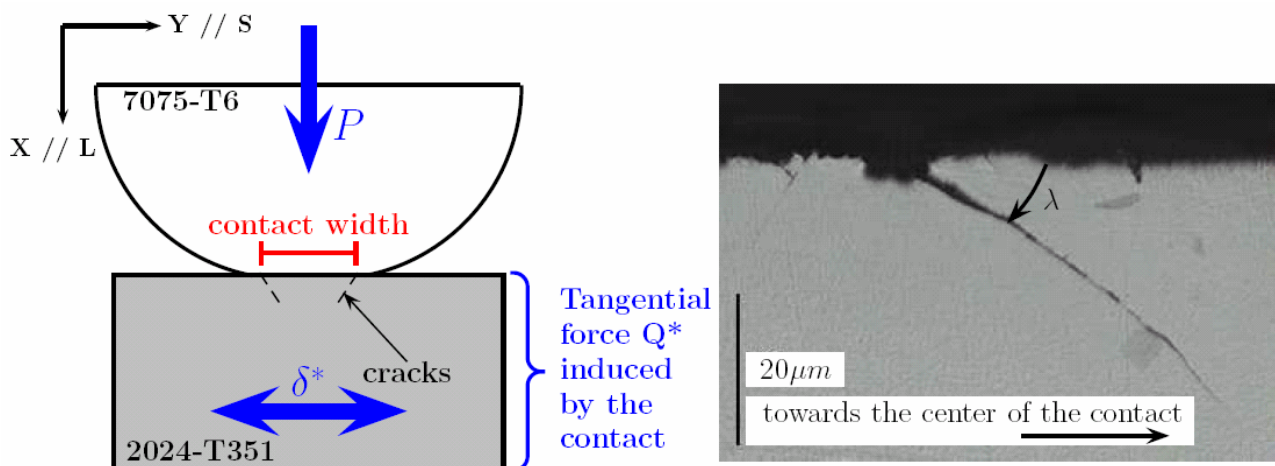 Y // S
X // L
7075-T6
P
contact width
Tangential
force Q*
induced
by the
contact
cracks
δ*
2024-T351
λ
20μm
towards the center of the contact